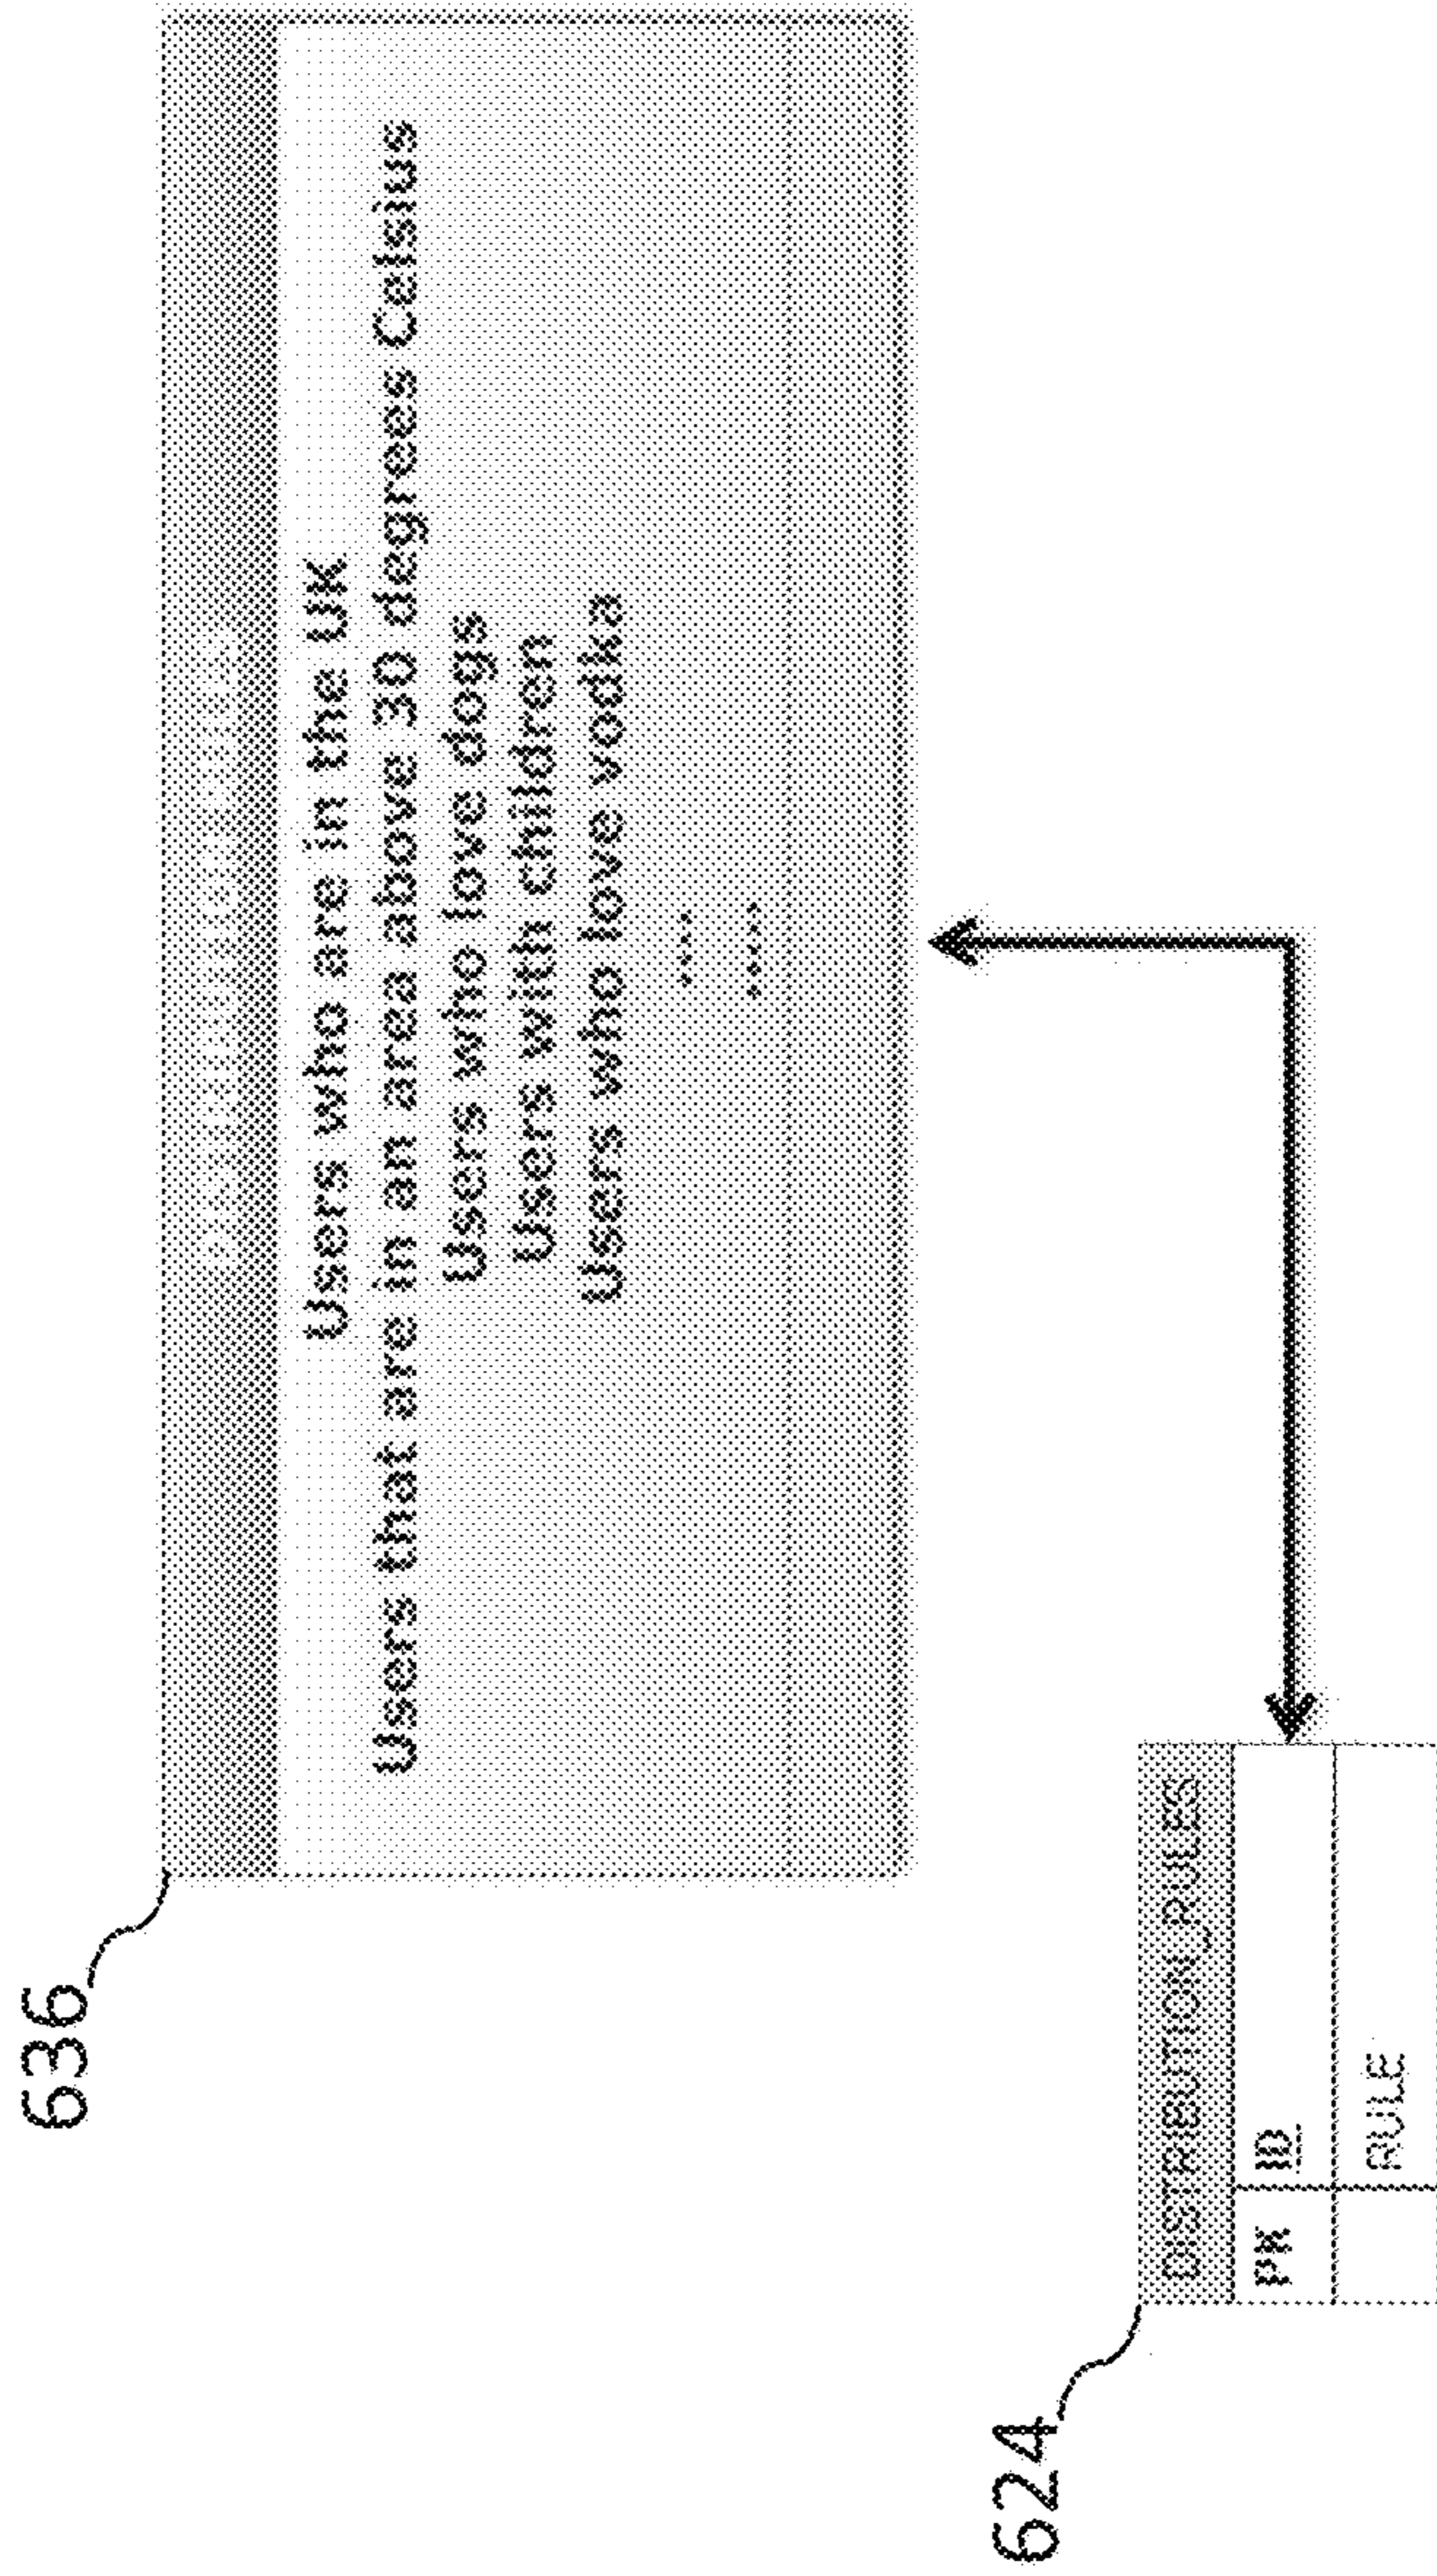 636
Users who are in the UK
Users that are in an area above 30 degrees Celsius
Users who love dogs
Users with children
Users who love vodka
....
.....
624
DISTRIBUTION_RULES
PK ID
RULE